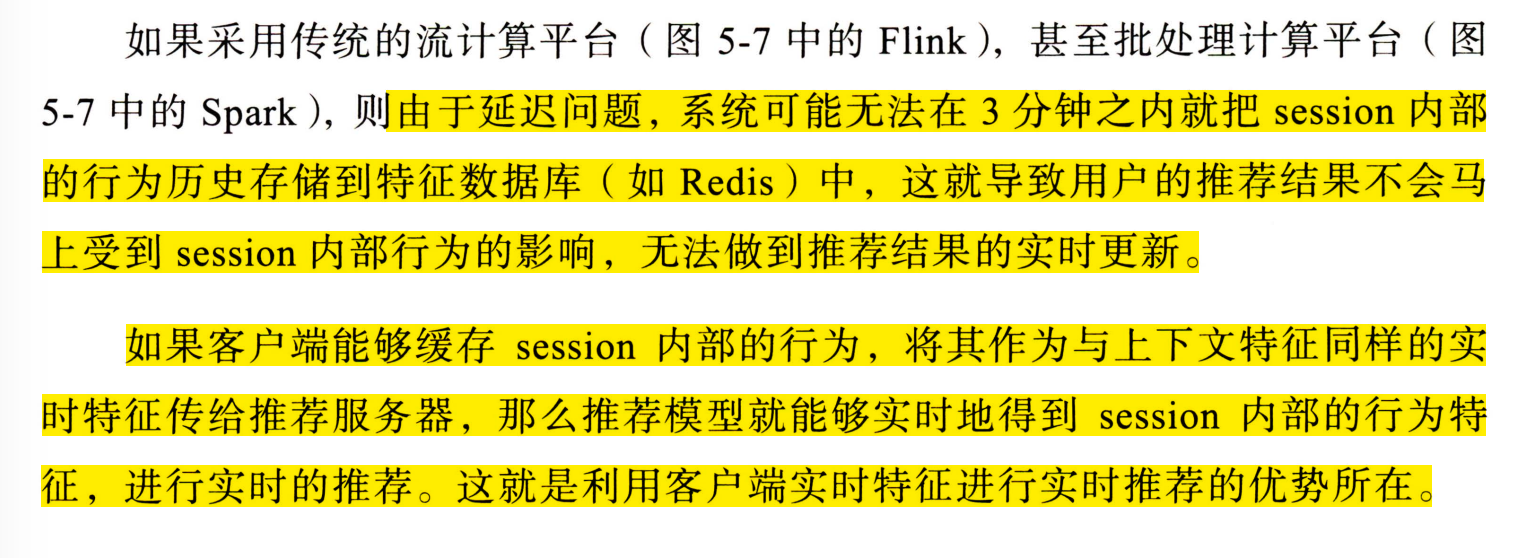 如果采用传统的流计算平台（图 5-7 中的 Flink），甚至批处理计算平台（图
5-7 中的 Spark），则由于延迟问题，系统可能无法在 3 分钟之内就把 session 内部
的行为历史存储到特征数据库（如 Redis）中，这就导致用户的推荐结果不会马
上受到 session 内部行为的影响，无法做到推荐结果的实时更新。
如果客户端能够缓存 session 内部的行为，将其作为与上下文特征同样的实
时特征传给推荐服务器，那么推荐模型就能够实时地得到 session 内部的行为特
征，进行实时的推荐。这就是利用客户端实时特征进行实时推荐的优势所在。